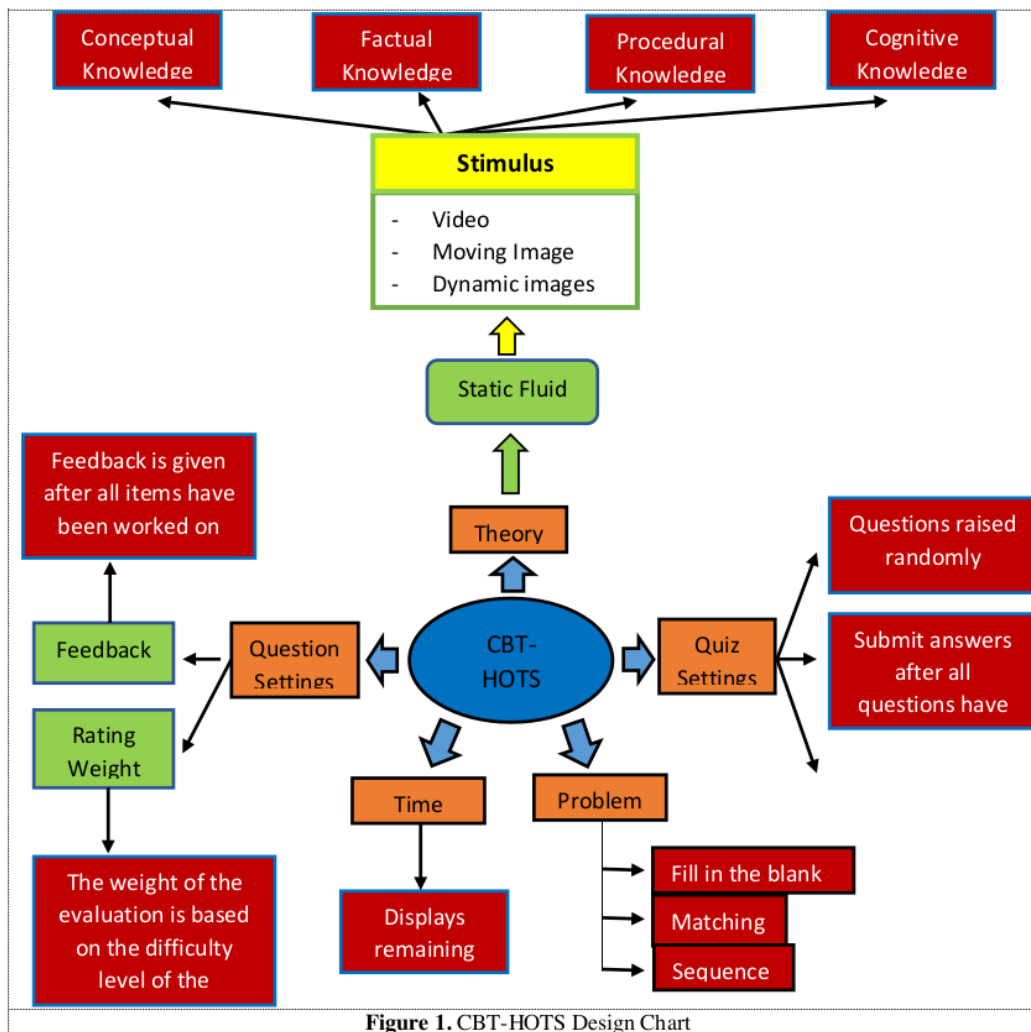 Conceptual
Knowledge
Factual
Knowledge
Procedural
Knowledge
Cognitive
Knowledge
Stimulus
- Video
- Moving Image
- Dynamic images
Static Fluid
Feedback is given
after all items have
been worked on
Theory
Questions raised
randomly
Feedback
Question
Settings
CBT-
HOTS
Quiz
Settings
Submit answers
after all
questions have
Rating
Weight
Time
Problem
The weight of the
evaluation is based
on the difficulty
level of the
Displays
remaining
Fill in the blank
Matching
Sequence
Figure 1. CBT-HOTS Design Chart